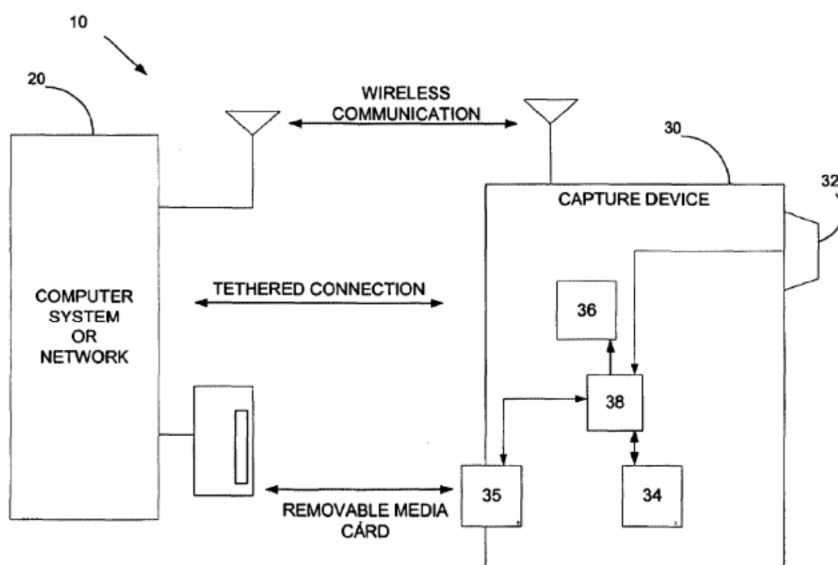 10
20
WIRELESS
COMMUNICATION
30
32
CAPTURE DEVICE
TETHERED CONNECTION
COMPUTER
SYSTEM
OR
NETWORK
36
38
35
34
REMOVABLE MEDIA
CÁRD